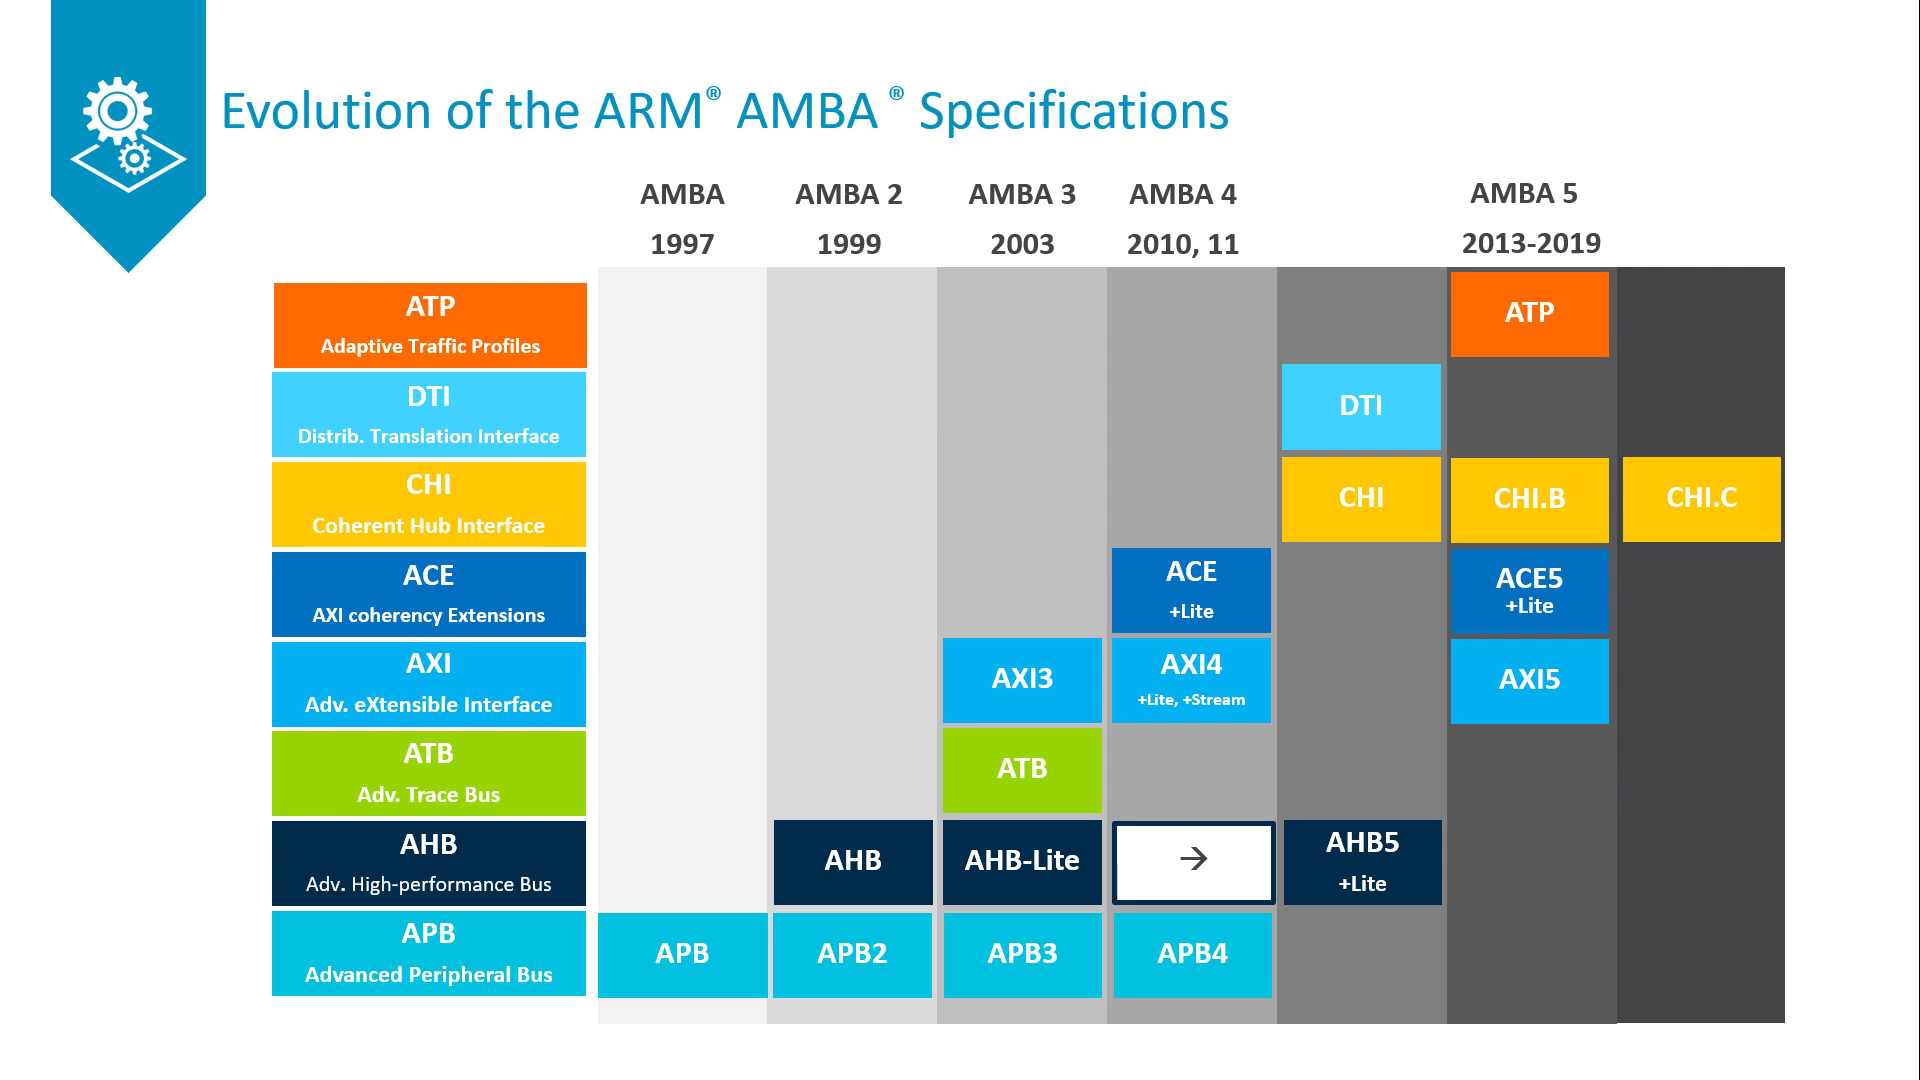 Evolution of the ARM® AMBA ® Specifications
AMBA AMBA 2 AMBA 3 AMBA 4 AMBA 5
1997 1999 2003 2010, 11 2013-2019
ATP
Adaptive Traffic Profiles
ATP
DTI
Distrib. Translation Interface
DTI
CHI
Coherent Hub Interface
CHI CHI.B CHI.C
ACE
AXI coherency Extensions
ACE
+Lite
ACE5
+Lite
AXI
Adv. eXtensible Interface
AXI3
AXI4
+Lite, +Stream
AXI5
ATB
Adv. Trace Bus
ATB
AHB
Adv. High-performance Bus
AHB AHB-Lite →
AHB5
+Lite
APB
Advanced Peripheral Bus
APB APB2 APB3 APB4